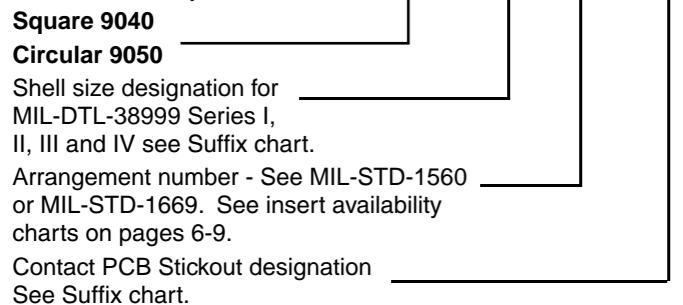 Square 9040
Circular 9050
Shell size designation for
MIL-DTL-38999 Series I,
II, III and IV see Suffix chart.
Arrangement number - See MIL-STD-1560
or MIL-STD-1669. See insert availability
charts on pages 6-9.
Contact PCB Stickout designation
See Suffix chart.